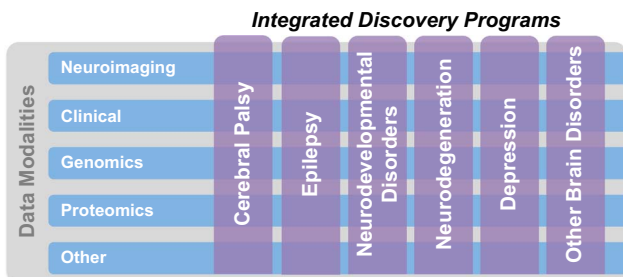 Integrated Discovery Programs
Data Modalities
Neuroimaging
Clinical
Genomics
Proteomics
Other
Cerebral Palsy
Epilepsy
Neurodevelopmental
Disorders
Neurodegeneration
Depression
Other Brain Disorders